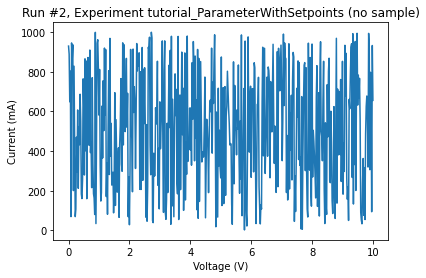 Run #2, Experiment tutorial_ParameterWithSetpoints (no sample)
Current (mA)
1000
800
600
400
200
0
0 2 4 6 8 10
Voltage (V)